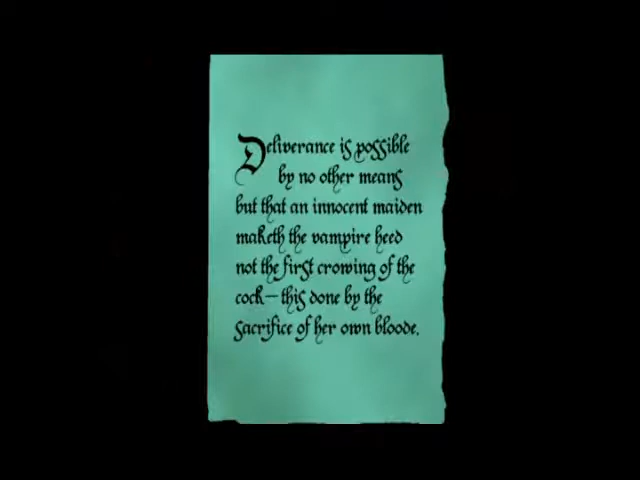 Deliverance is possible
by no other means
but that an innocent maiden
maketh the vampire heed
not the first crowing of the
cock—this done by the
sacrifice of her own bloode.